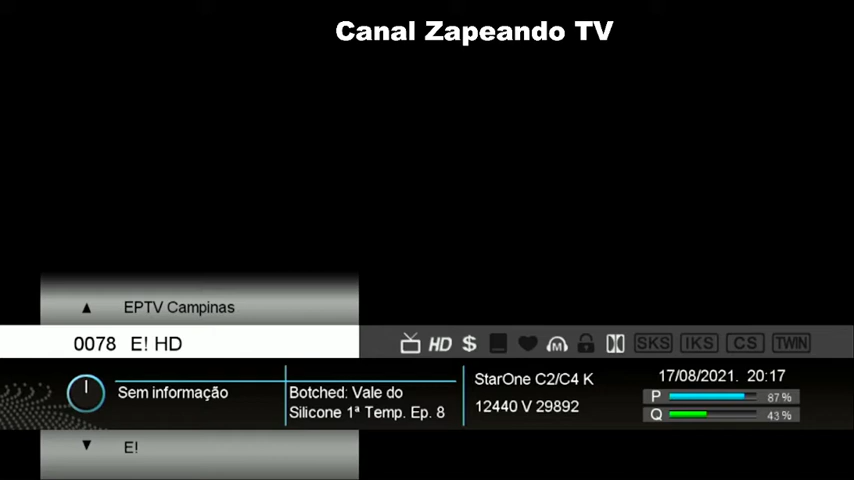 Canal Zapeando TV
EPTV Campinas
0078 E! HD
HD $ M SKS IKS CS TWIN
Sem informação
Botched: Vale do
Silicone 1ª Temp. Ep. 8
StarOne C2/C4 K
12440 V 29892
17/08/2021. 20:17
P 87%
Q 43%
E!